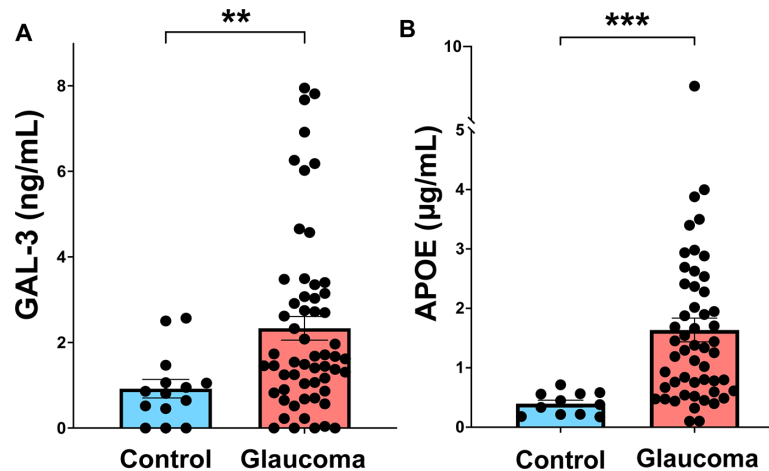 A
**
GAL-3 (ng/mL)
8
6
4
2
0
Control
Glaucoma
B
***
APOE (µg/mL)
10
5
4
3
2
1
0
Control
Glaucoma